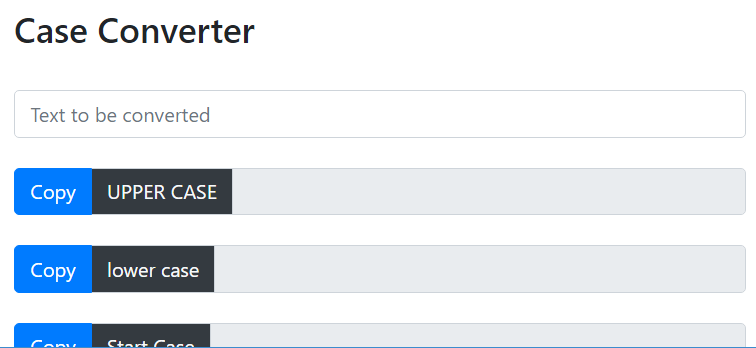 Case Converter
Text to be converted
Copy UPPER CASE
Copy lower case
Copy Start Case